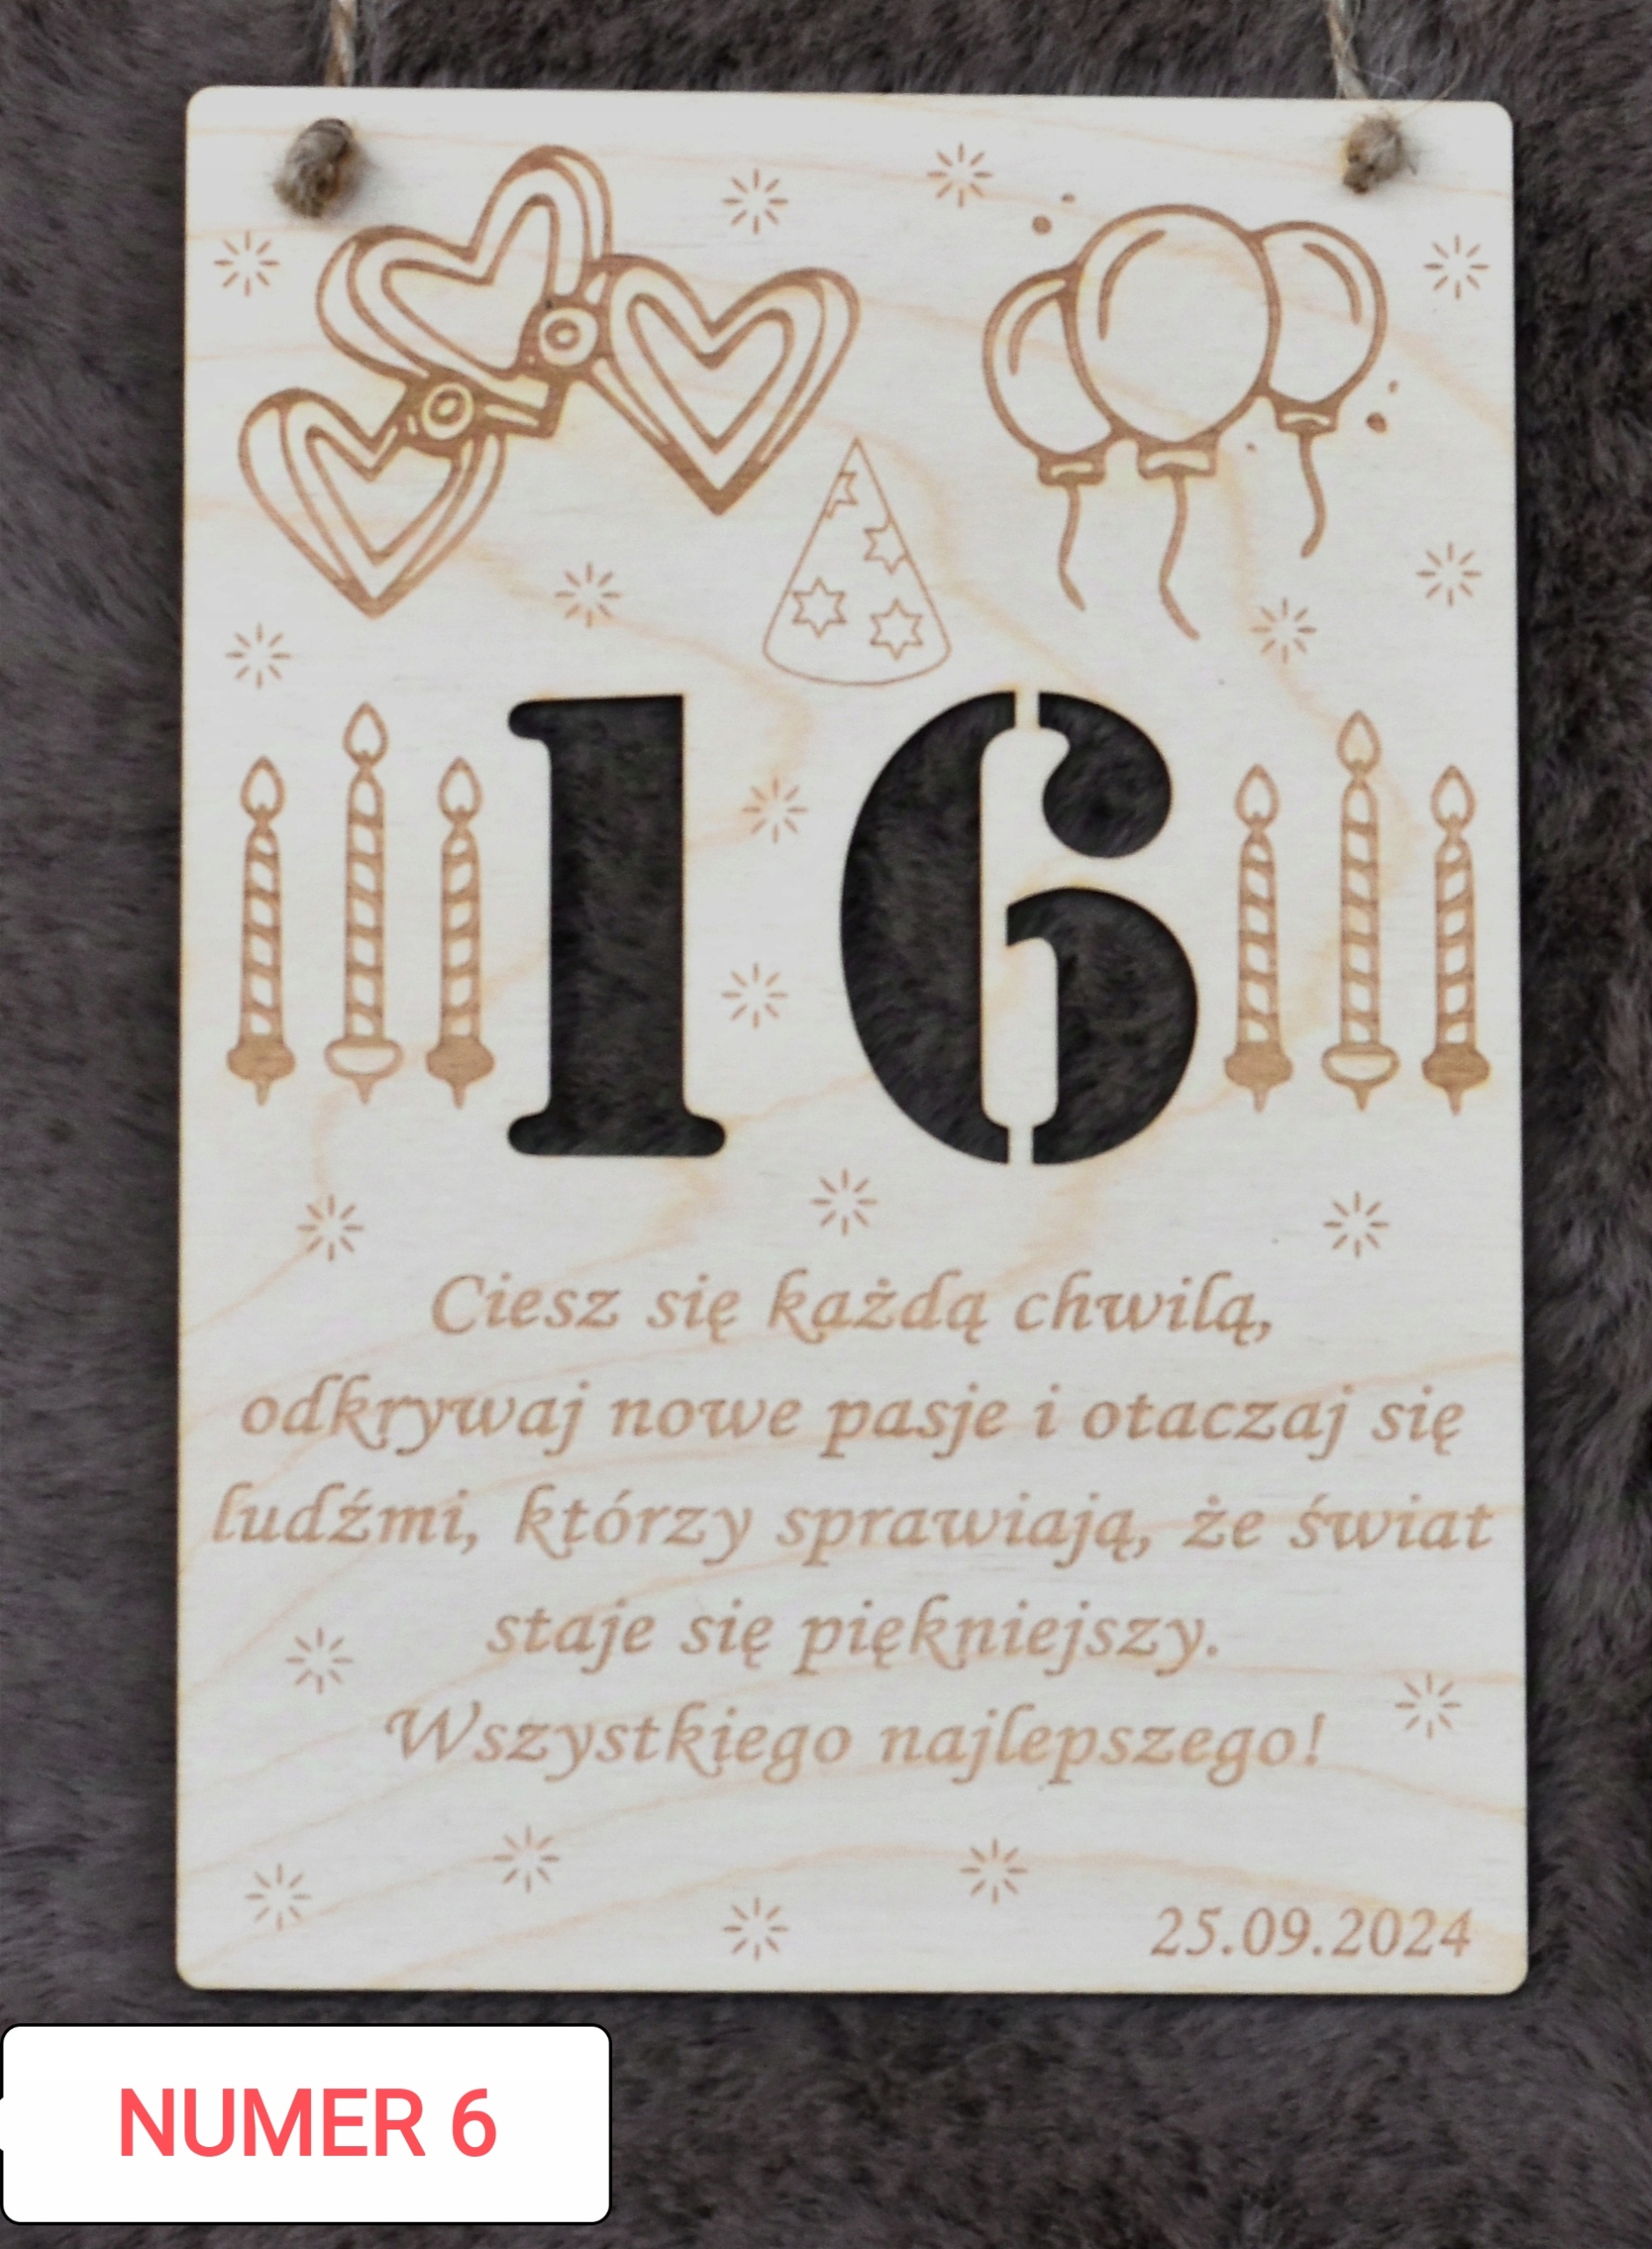 16
Ciesz się każdą chwilą,
odkrywaj nowe pasje i otaczaj się
ludźmi, którzy sprawiają, że świat
staje się piękniejszy.
Wszystkiego najlepszego!
25.09.2024
NUMER 6